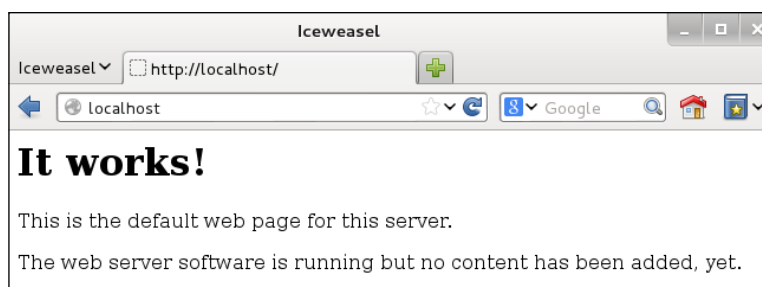 Iceweasel
Iceweasel http://localhost/
localhost 8 Google
It works!
This is the default web page for this server.
The web server software is running but no content has been added, yet.